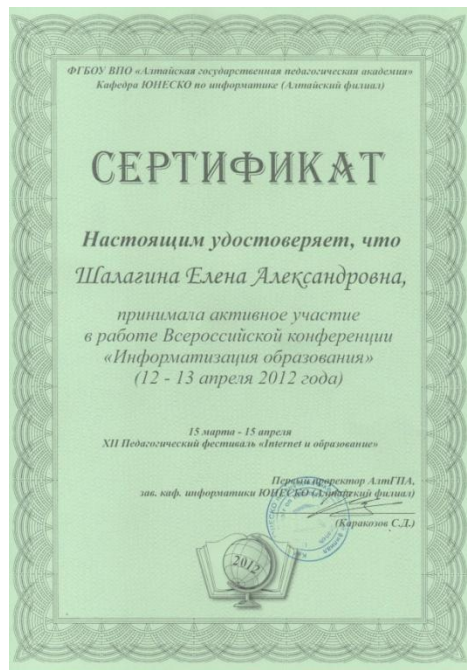 ФГБОУ ВПО «Алтайская государственная педагогическая академия»
Кафедра ЮНЕСКО по информатике (Алтайский филиал)
СЕРТИФИКАТ
Настоящим удостоверяет, что
Шалагина Елена Александровна,
принимала активное участие
в работе Всероссийской конференции
«Информатизация образования»
(12 - 13 апреля 2012 года)
15 марта - 15 апреля
XII Педагогический фестиваль «Internet и образование»
Первый проректор АлтГПА,
зав. каф. информатики ЮНЕСКО (Алтайский филиал)
(Каракозов С.Д.)
2012